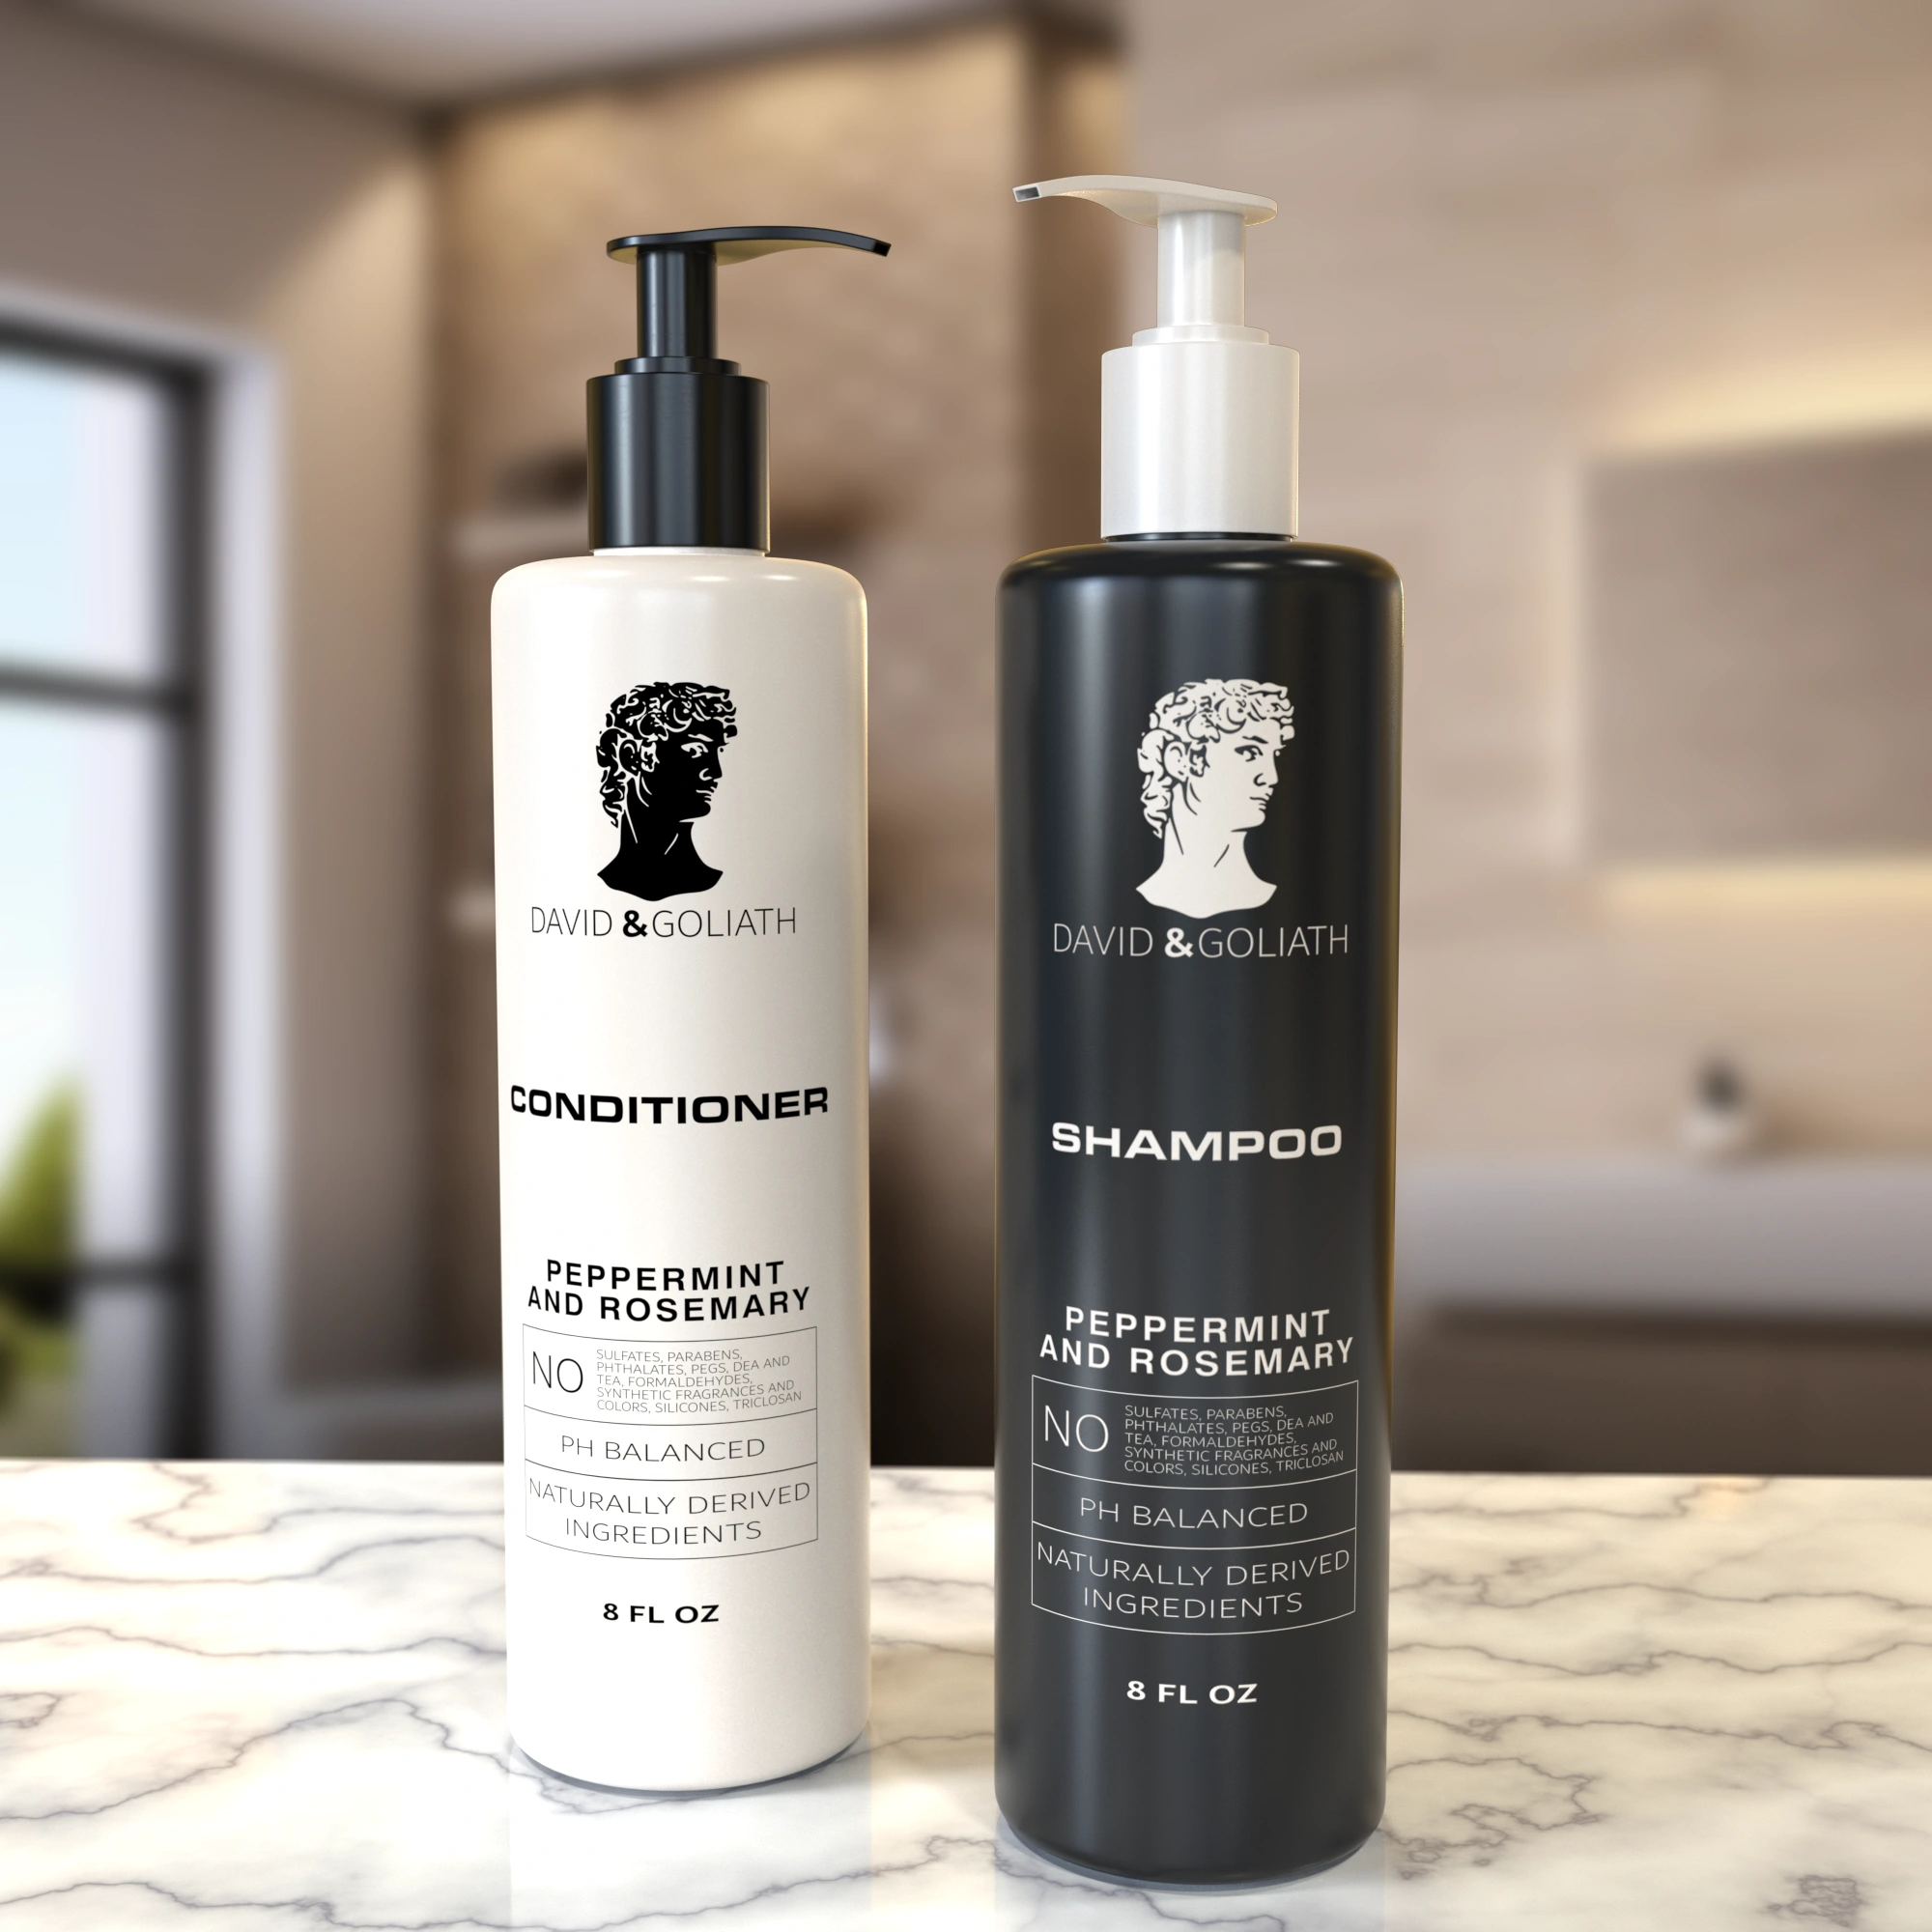 DAVID & GOLIATH
CONDITIONER
PEPPERMINT
AND ROSEMARY
NO
SULFATES, PARABENS,
PHTHALATES, PEGS, DEA AND
TEA, FORMALDEHYDES,
SYNTHETIC FRAGRANCES AND
COLORS, SILICONES, TRICLOSAN
PH BALANCED
NATURALLY DERIVED
INGREDIENTS
8 FL OZ
DAVID & GOLIATH
SHAMPOO
PEPPERMINT
AND ROSEMARY
NO
SULFATES, PARABENS,
PHTHALATES, PEGS, DEA AND
TEA, FORMALDEHYDES,
SYNTHETIC FRAGRANCES AND
COLORS, SILICONES, TRICLOSAN
PH BALANCED
NATURALLY DERIVED
INGREDIENTS
8 FL OZ